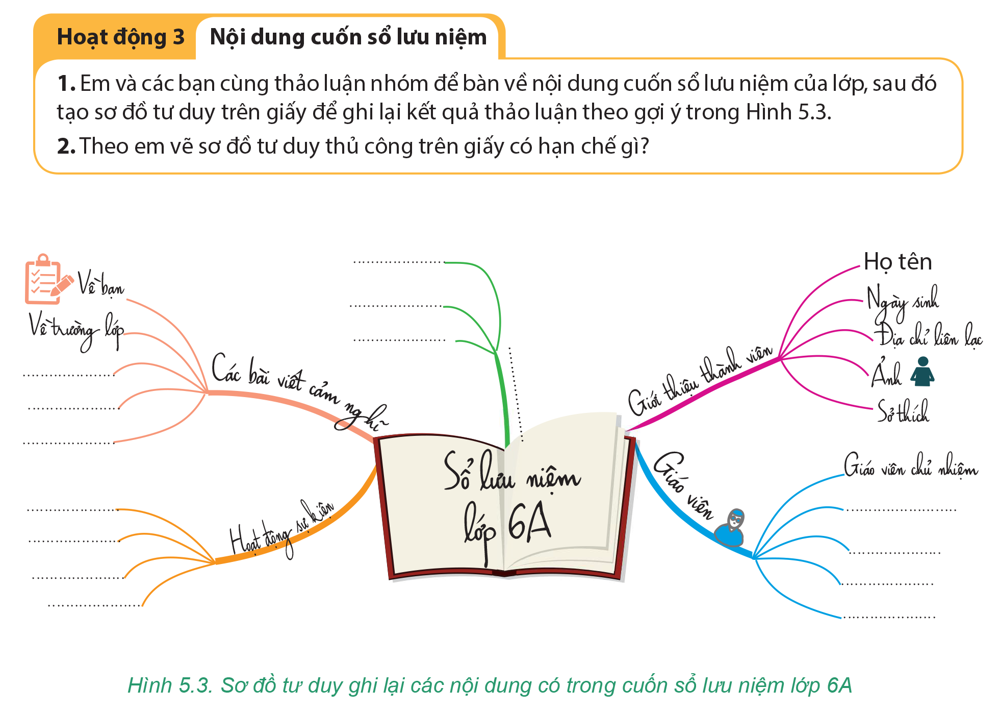 Hoạt động 3 Nội dung cuốn sổ lưu niệm
1. Em và các bạn cùng thảo luận nhóm để bàn về nội dung cuốn sổ lưu niệm của lớp, sau đó
tạo sơ đồ tư duy trên giấy để ghi lại kết quả thảo luận theo gợi ý trong Hình 5.3.
2. Theo em vẽ sơ đồ tư duy thủ công trên giấy có hạn chế gì?
Về bạn
Về trường lớp
....................
....................
....................
Các bài viết cảm nghĩ
....................
....................
....................
....................
Giới thiệu thành viên
Họ tên
Ngày sinh
Địa chỉ liên lạc
Ảnh
Sở thích
Sổ lưu niệm
lớp 6A
Giáo viên
Giáo viên chủ nhiệm
....................
....................
....................
....................
Hoạt động sự kiện
....................
....................
....................
....................
Hình 5.3. Sơ đồ tư duy ghi lại các nội dung có trong cuốn sổ lưu niệm lớp 6A